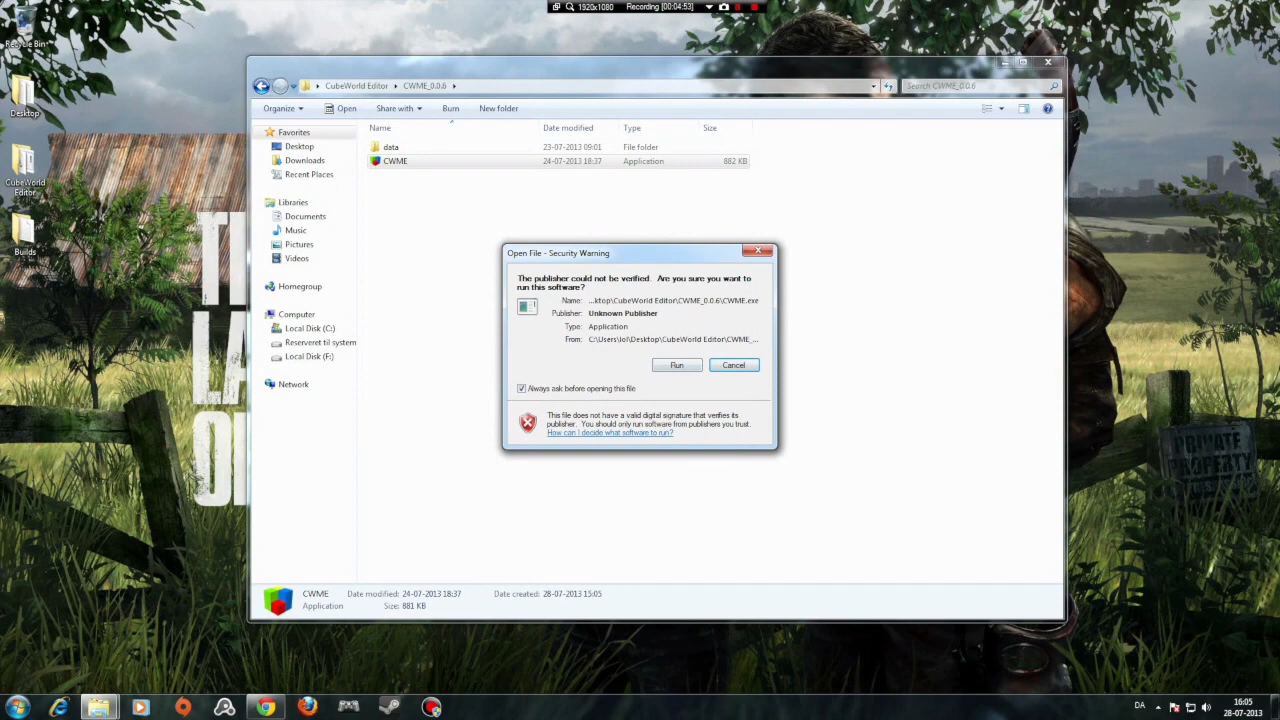 1920x1080 Recording [00:04:53]
Recycle Bin
Desktop
CubeWorld
Editor
Builds
CubeWorld Editor CWME_0.0.6
Search CWME_0.0.6
Organize Open Share with Burn New folder
Name Date modified Type Size
data 23-07-2013 09:01 File folder
CWME 24-07-2013 18:37 Application 882 KB
Favorites
Desktop
Downloads
Recent Places
Libraries
Documents
Music
Pictures
Videos
Homegroup
Computer
Local Disk (C:)
Reserveret til system
Local Disk (F:)
Network
Open File - Security Warning
The publisher could not be verified. Are you sure you want to
run this software?
Name: ...ktop\CubeWorld Editor\CWME_0.0.6\CWME.exe
Publisher: Unknown Publisher
Type: Application
From: C:\Users\lol\Desktop\CubeWorld Editor\CWME_...
Run Cancel
Always ask before opening this file
This file does not have a valid digital signature that verifies its
publisher. You should only run software from publishers you trust.
How can I decide what software to run?
PRIVATE
PROPERTY
CWME Date modified: 24-07-2013 18:37 Date created: 28-07-2013 15:05
Application Size: 881 KB
DA
16:05
28-07-2013